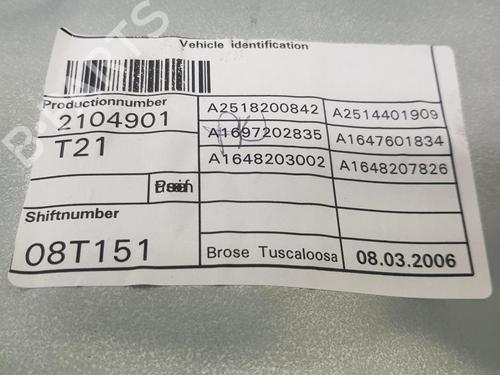 Vehicle identification
Productionnumber
2104901
T21
A2518200842 A2514401909
A1697202835 A1647601834
A1648203002 A1648207826
Shiftnumber
08T151
Brose Tuscaloosa 08.03.2006